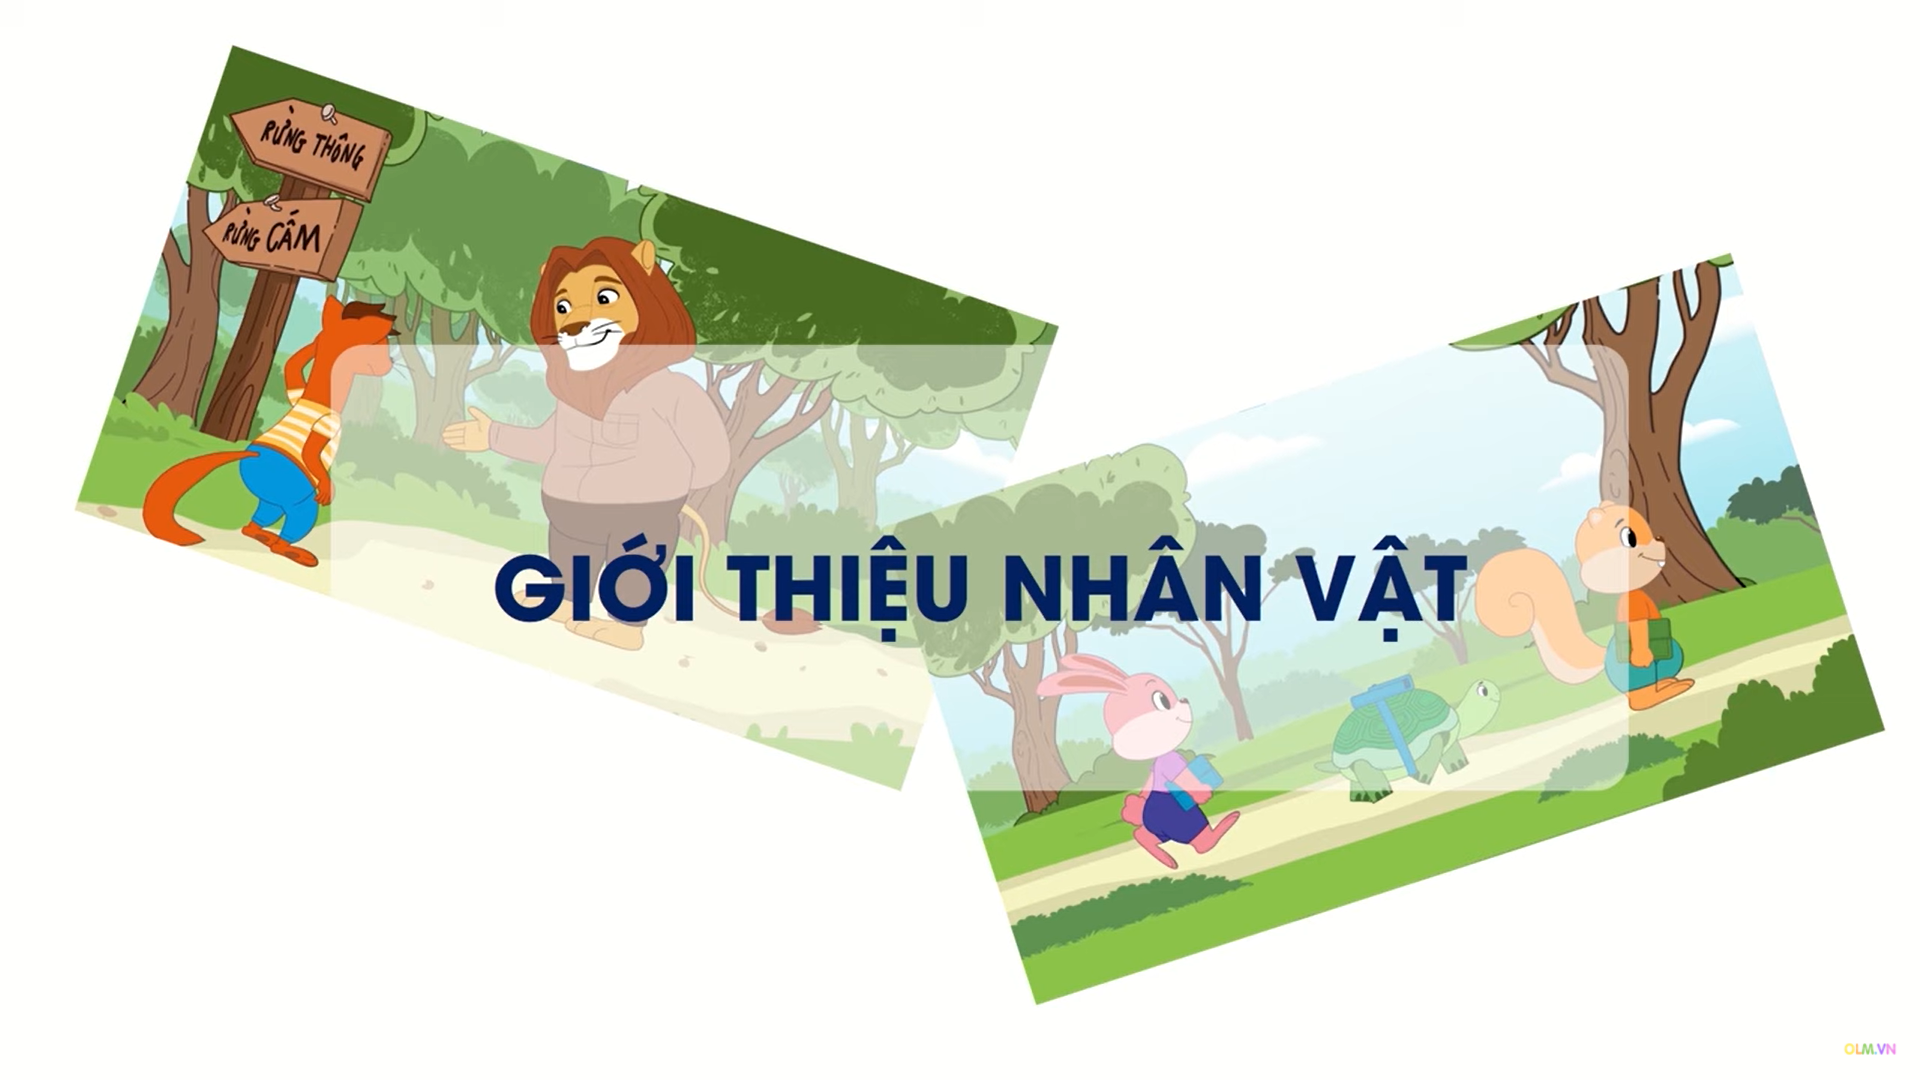 RỪNG THÔNG
RỪNG CẤM
GIỚI THIỆU NHÂN VẬT
OLM.VN